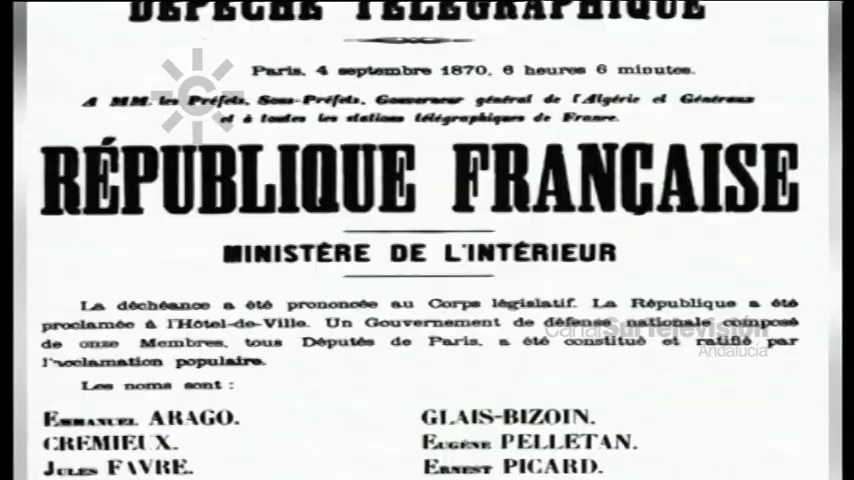 DÉPÊCHE TÉLÉGRAPHIQUE
Paris, 4 septembre 1870, 6 heures 6 minutes.
A MM. les Préfets, Sous-Préfets, Gouverneur général de l'Algérie et Généraux
et à toutes les stations télégraphiques de France.
RÉPUBLIQUE FRANÇAISE
MINISTÈRE DE L'INTÉRIEUR
La déchéance a été prononcée au Corps législatif. La République a été
proclamée à l'Hôtel-de-Ville. Un Gouvernement de défense nationale composé
de onze Membres, tous Députés de Paris, a été constitué et ratifié par
l'acclamation populaire.
Les noms sont :
EMMANUEL ARAGO.
CREMIEUX.
JULES FAVRE.
GLAIS-BIZOIN.
EUGÈNE PELLETAN.
ERNEST PICARD.
Canal Sur Televisión
Andalucía